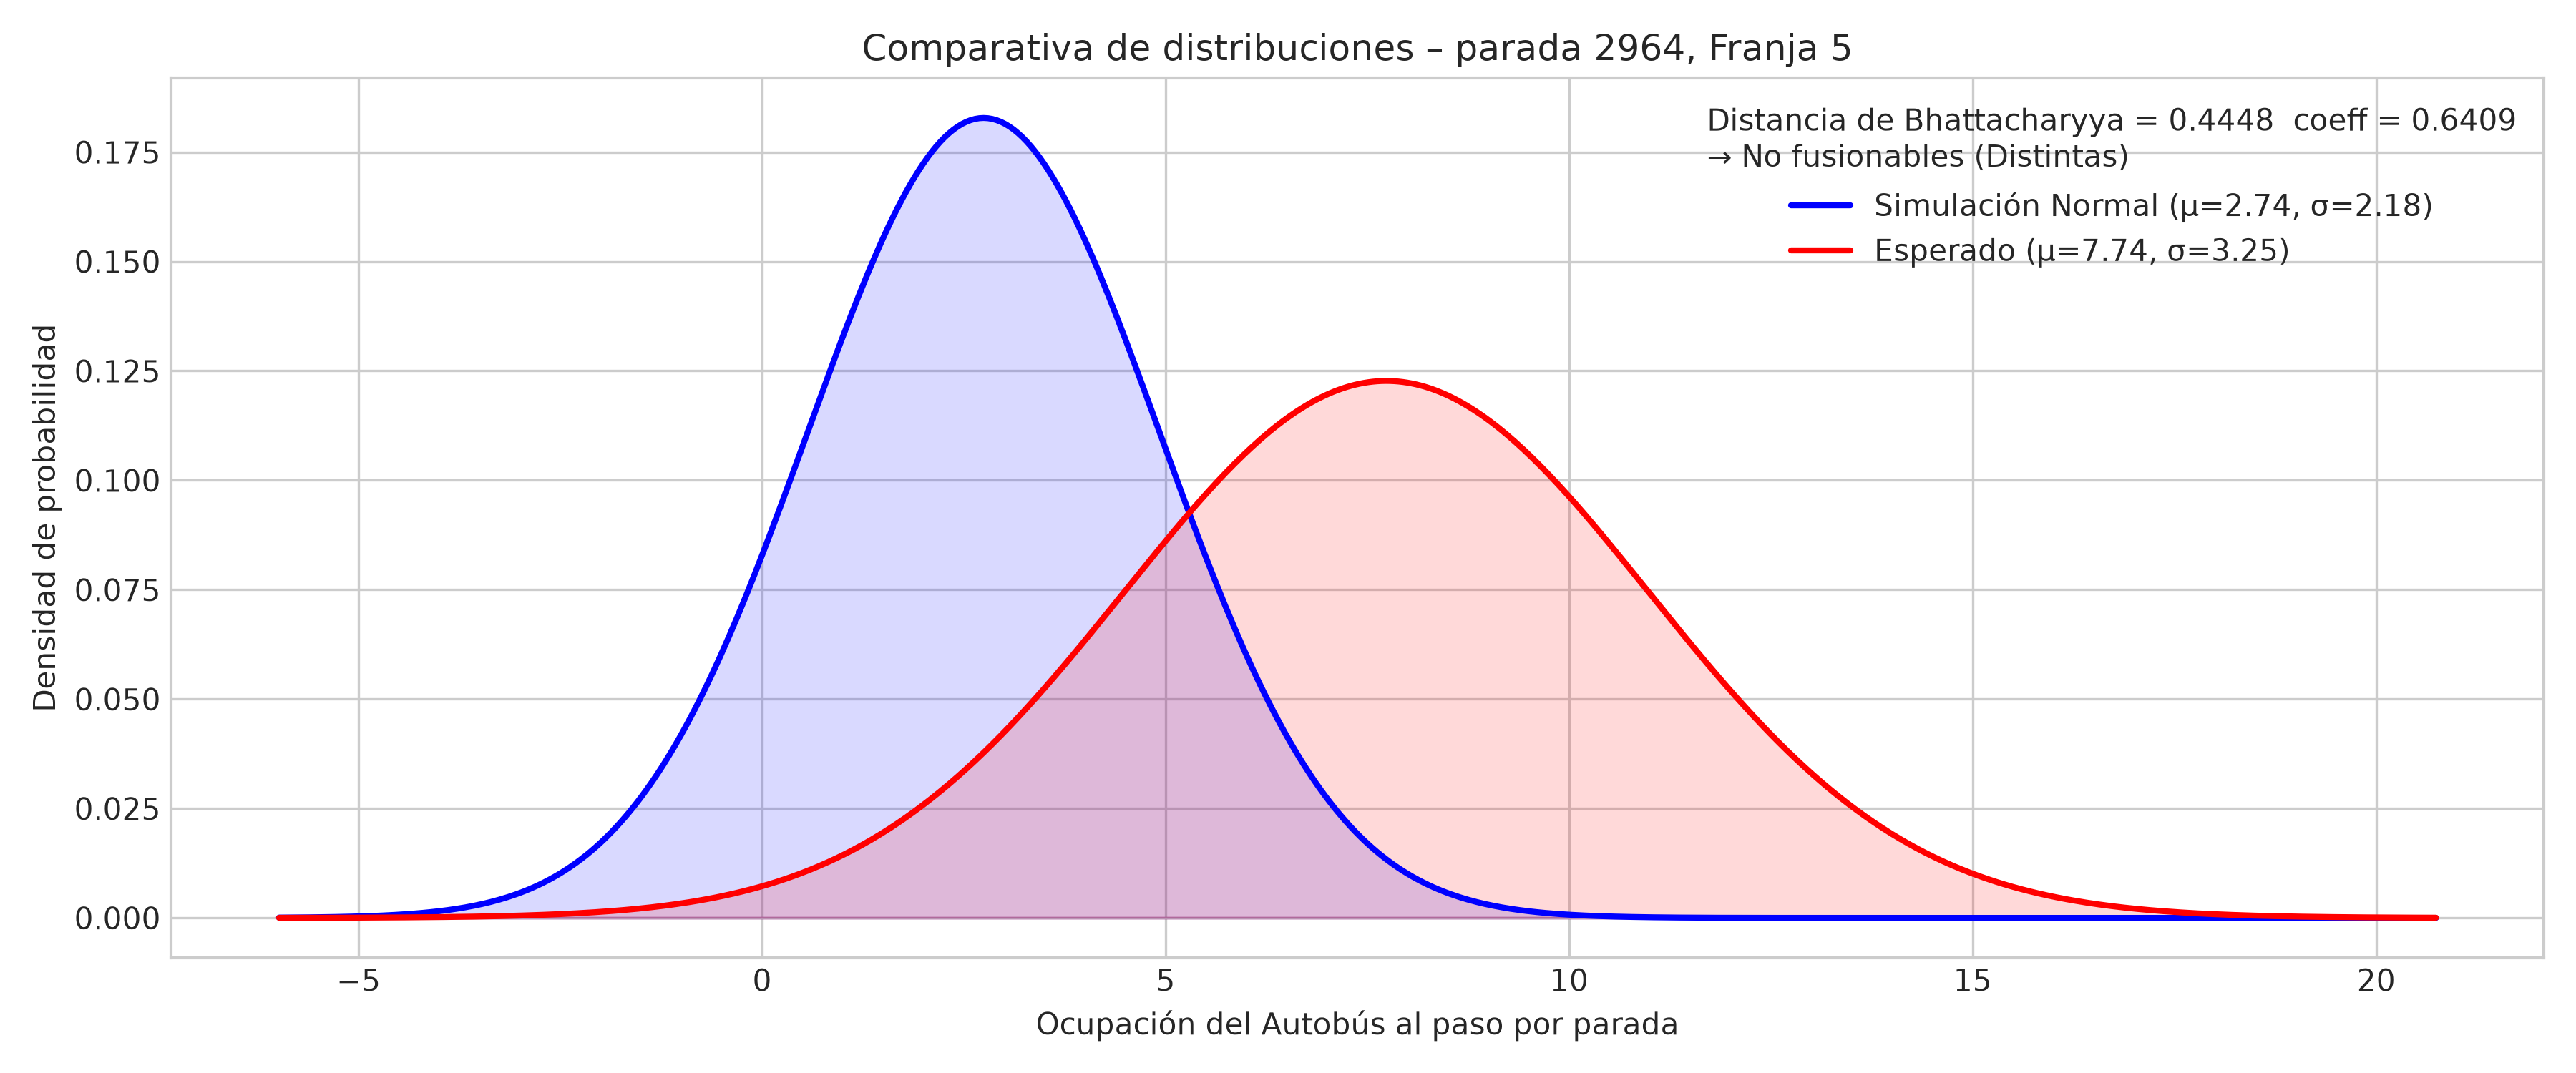 Comparativa de distribuciones – parada 2964, Franja 5
Distancia de Bhattacharyya = 0.4448  coeff = 0.6409
→ No fusionables (Distintas)
Simulación Normal (μ=2.74, σ=2.18)
Esperado (μ=7.74, σ=3.25)
Densidad de probabilidad
0.175
0.150
0.125
0.100
0.075
0.050
0.025
0.000
−5 0 5 10 15 20
Ocupación del Autobús al paso por parada